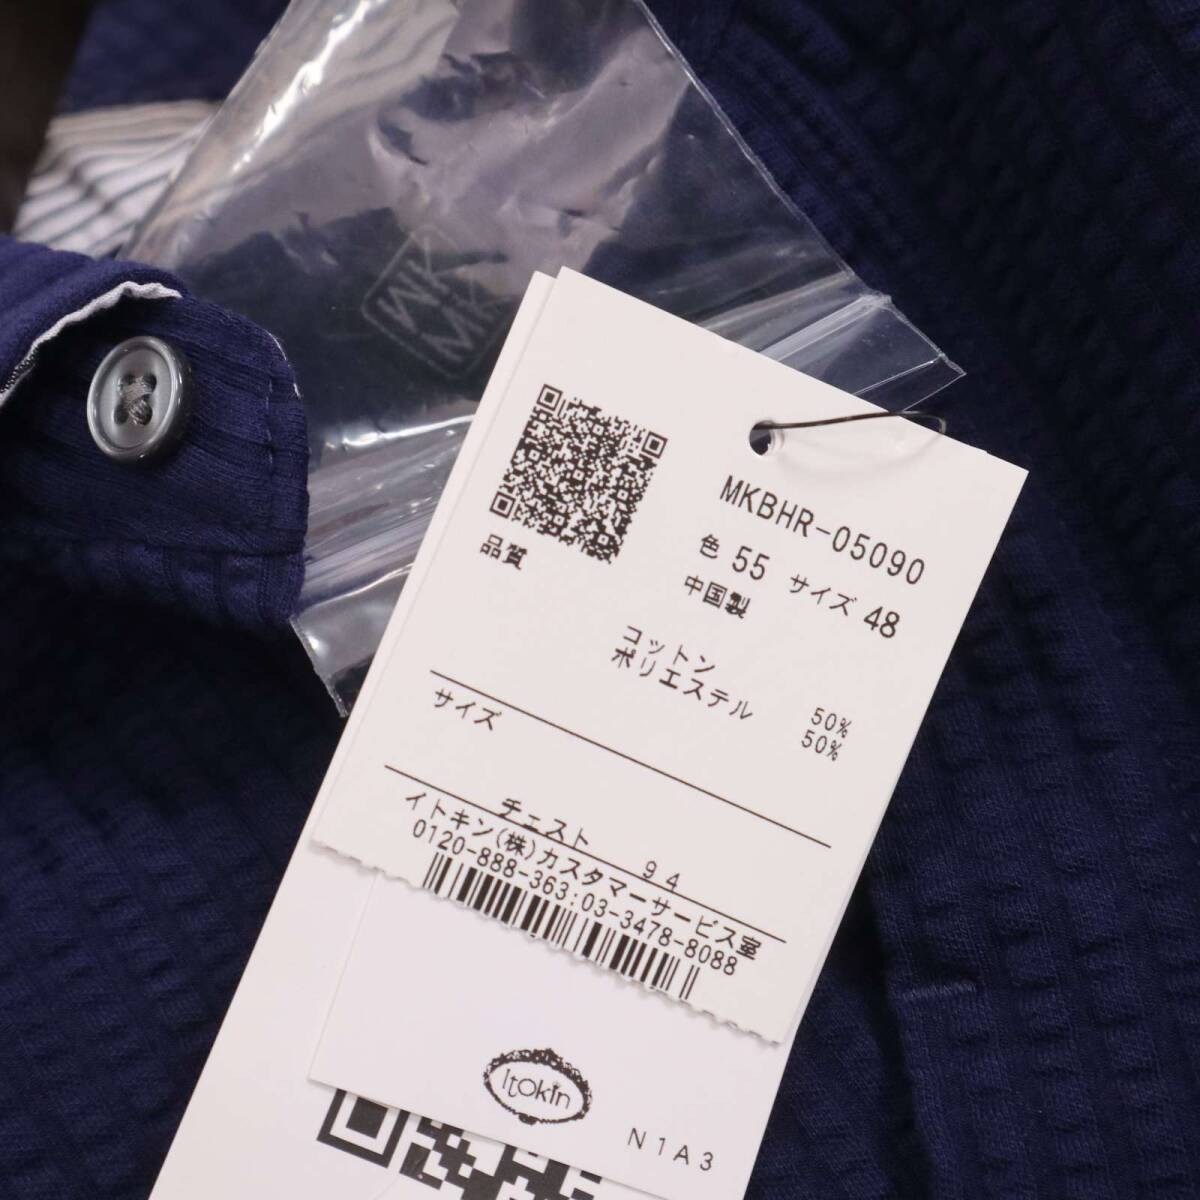 MKBHR-05090
色 55 サイズ 48
中国製
品質
コットン 50%
ポリエステル 50%
サイズ
チェスト 94
イトキン(株)カスタマーサービス室
0120-888-363:03-3478-8088
Itokin
N1A3
MK
MK